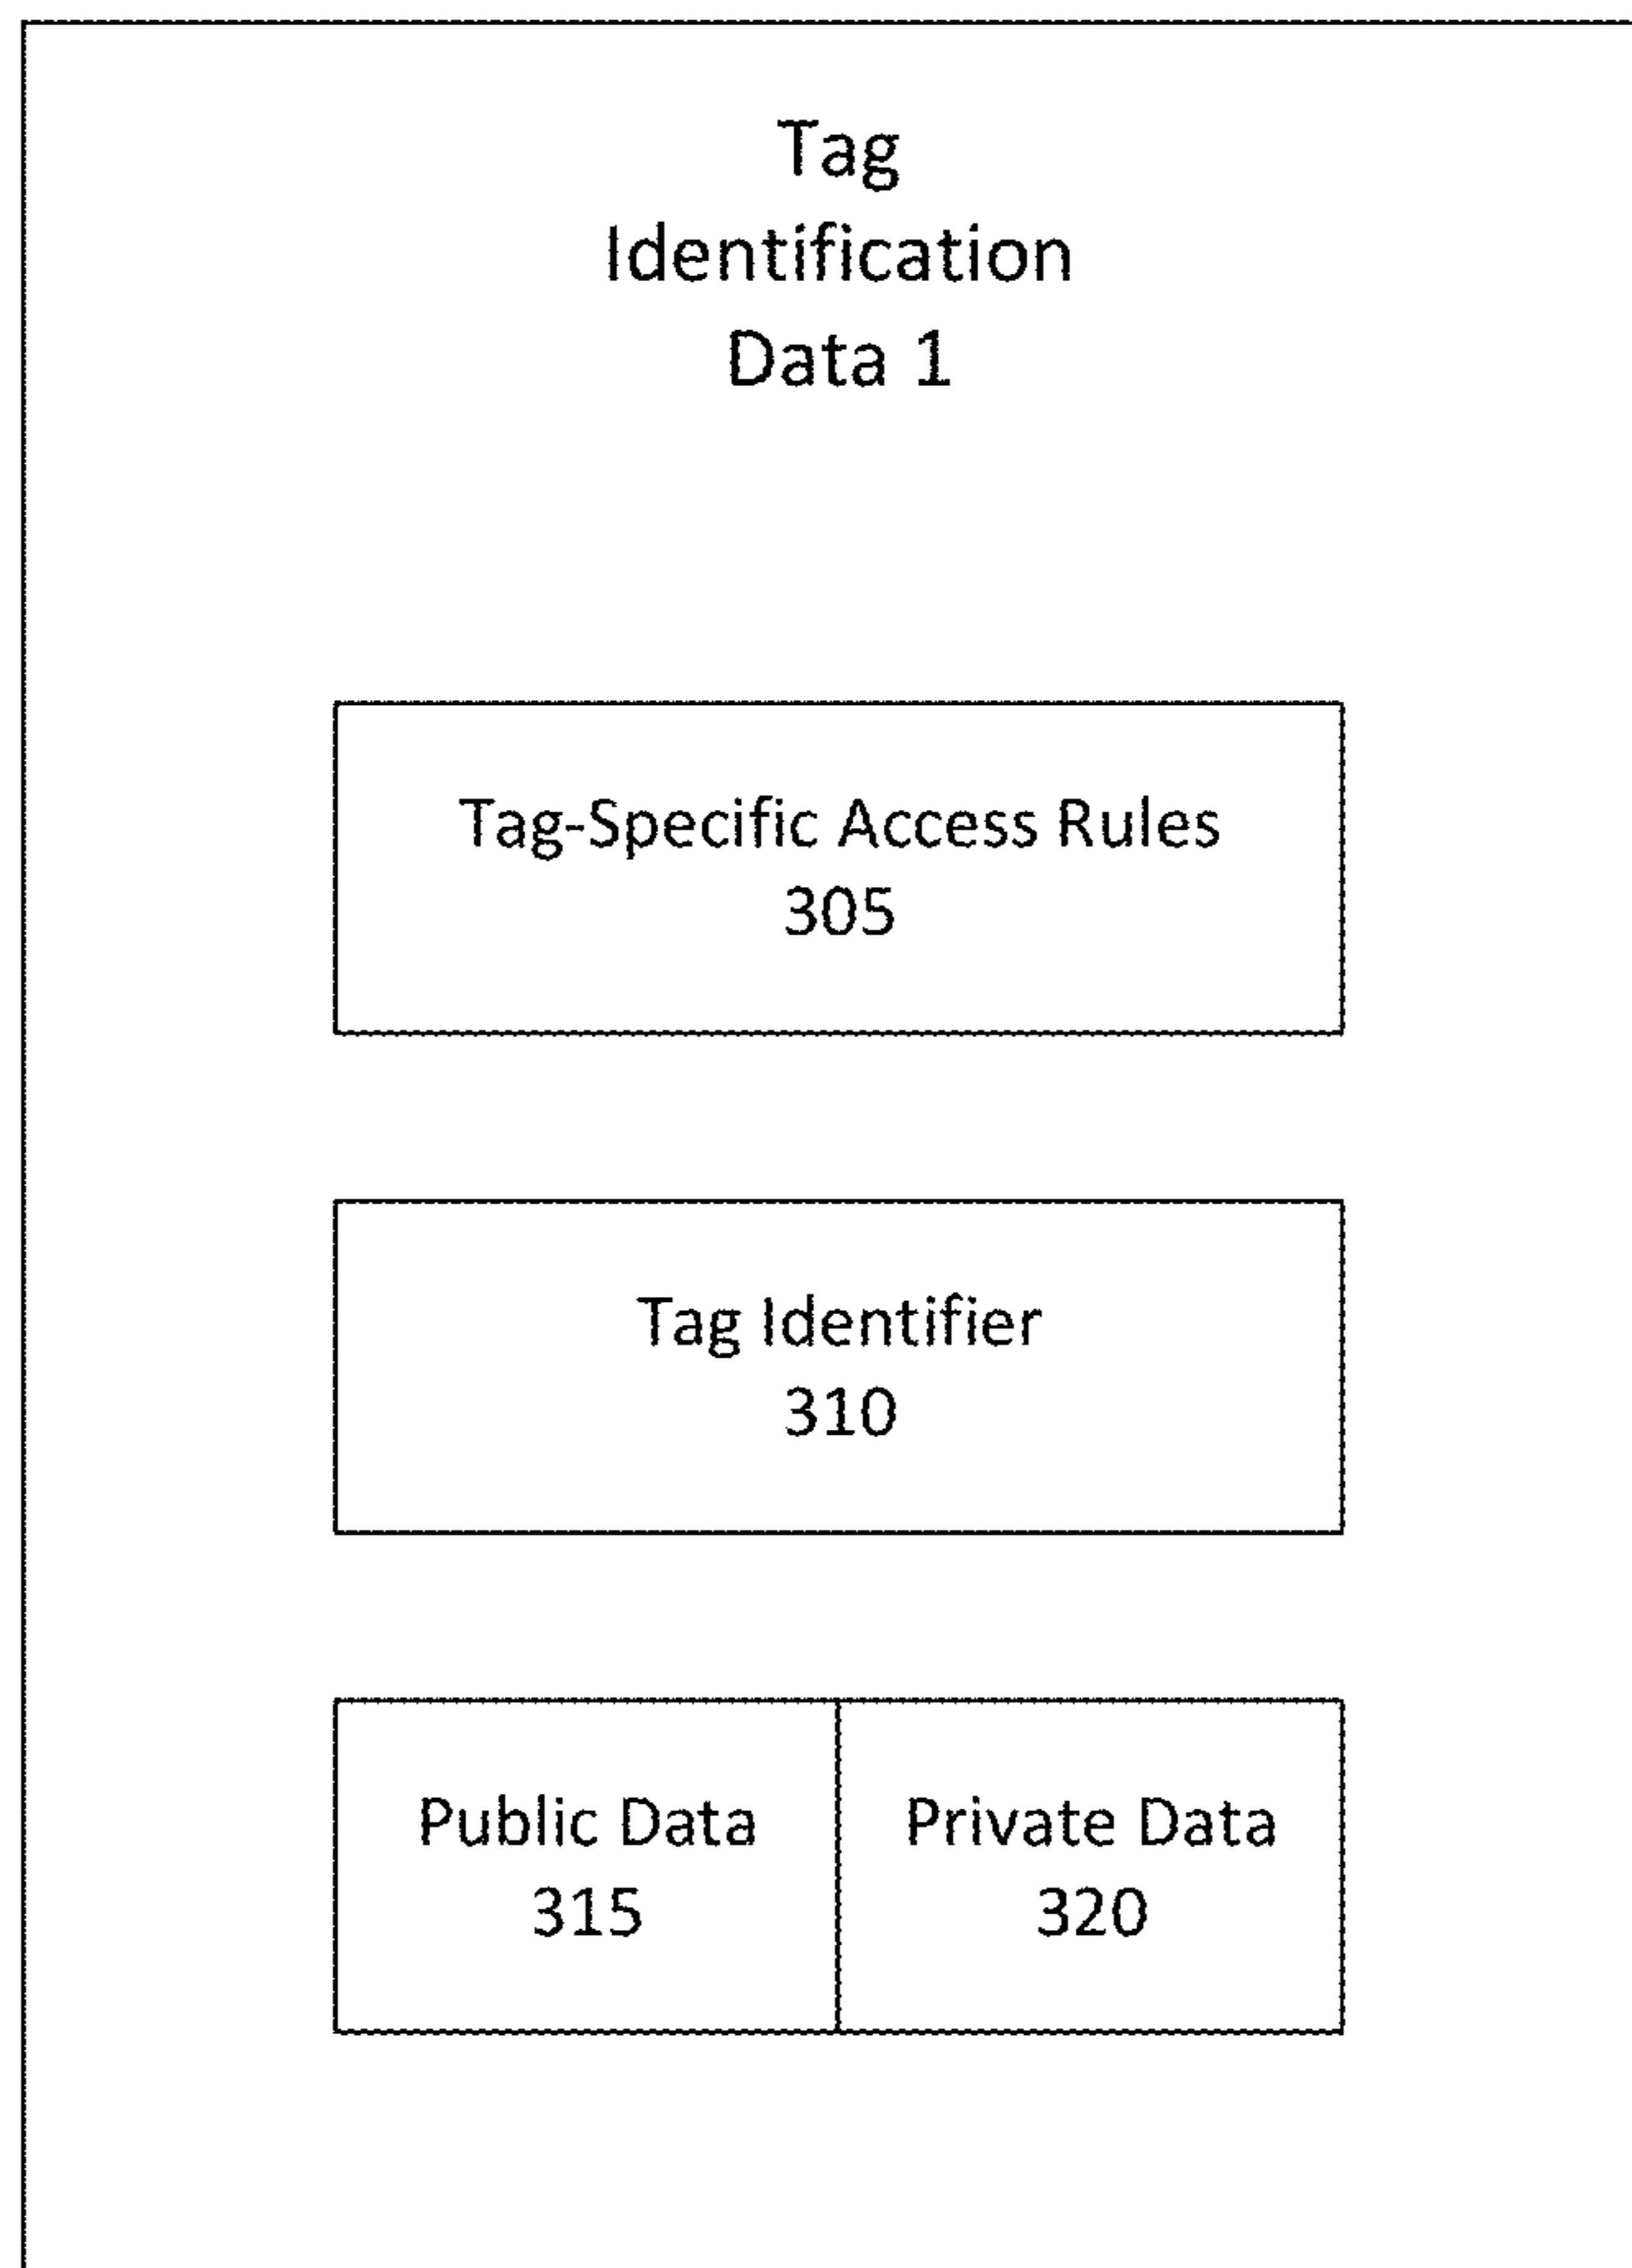 Tag
Identification
Data 1
Tag-Specific Access Rules
305
Tag Identifier
310
Public Data
315
Private Data
320